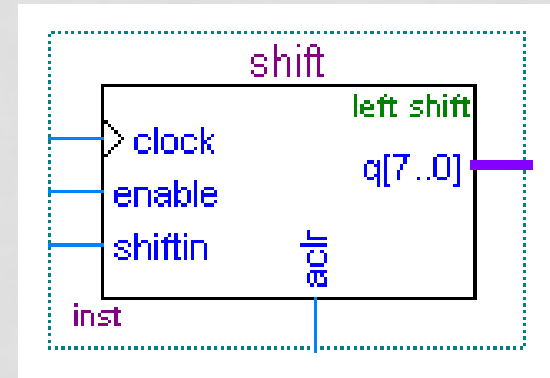 shift
left shift
clock
q[7..0]
enable
shiftin
aclr
inst